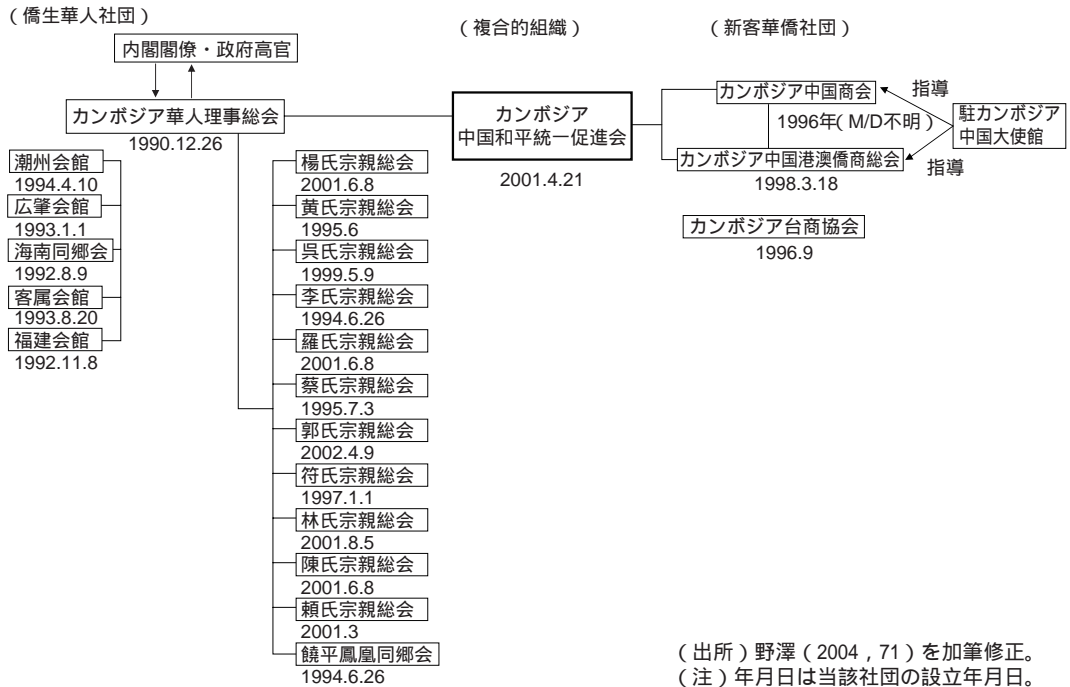 （僑生華人社団）
内閣閣僚・政府高官
カンボジア華人理事総会
1990.12.26
潮州会館
1994.4.10
広肇会館
1993.1.1
海南同郷会
1992.8.9
客属会館
1993.8.20
福建会館
1992.11.8
楊氏宗親総会
2001.6.8
黄氏宗親総会
1995.6
呉氏宗親総会
1999.5.9
李氏宗親総会
1994.6.26
羅氏宗親総会
2001.6.8
蔡氏宗親総会
1995.7.3
郭氏宗親総会
2002.4.9
符氏宗親総会
1997.1.1
林氏宗親総会
2001.8.5
陳氏宗親総会
2001.6.8
頼氏宗親総会
2001.3
饒平鳳凰同郷会
1994.6.26
（複合的組織）
カンボジア
中国和平統一促進会
2001.4.21
（新客華僑社団）
カンボジア中国商会
1996年（M/D不明）
カンボジア中国港澳僑商総会
1998.3.18
指導
駐カンボジア
中国大使館
指導
カンボジア台商協会
1996.9
（出所）野澤（2004，71）を加筆修正。
（注）年月日は当該社団の設立年月日。